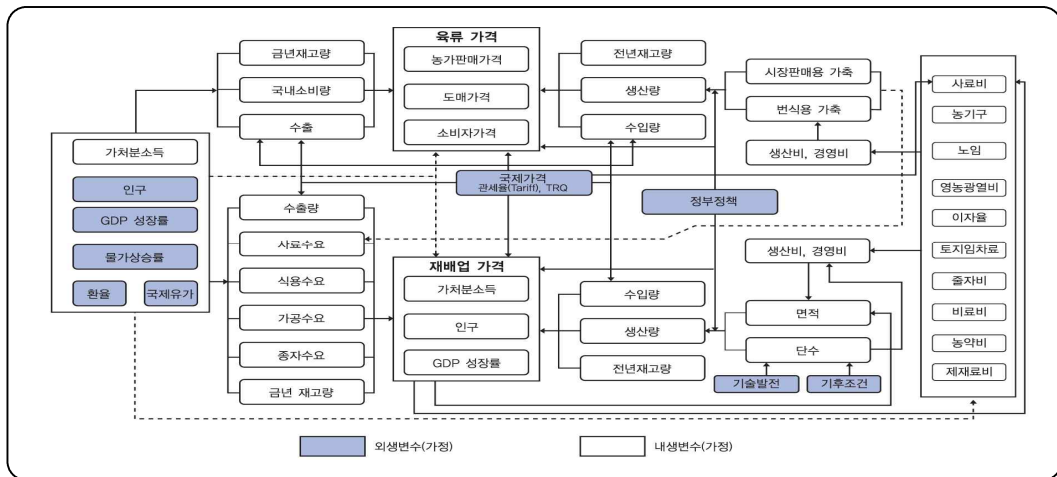 육류 가격
농가판매가격
도매가격
소비자가격
금년재고량
국내소비량
수출
전년재고량
생산량
수입량
시장판매용 가축
번식용 가축
생산비, 경영비
가처분소득
인구
GDP 성장률
물가상승률
환율
국제유가
국제가격
관세율(Tariff), TRQ
정부정책
수출량
사료수요
식용수요
가공수요
종자수요
금년 재고량
재배업 가격
가처분소득
인구
GDP 성장률
수입량
생산량
전년재고량
생산비, 경영비
면적
단수
기술발전
기후조건
사료비
농기구
노임
영농광열비
이자율
토지임차료
줄자비
비료비
농약비
제재료비
외생변수(가정)
내생변수(가정)